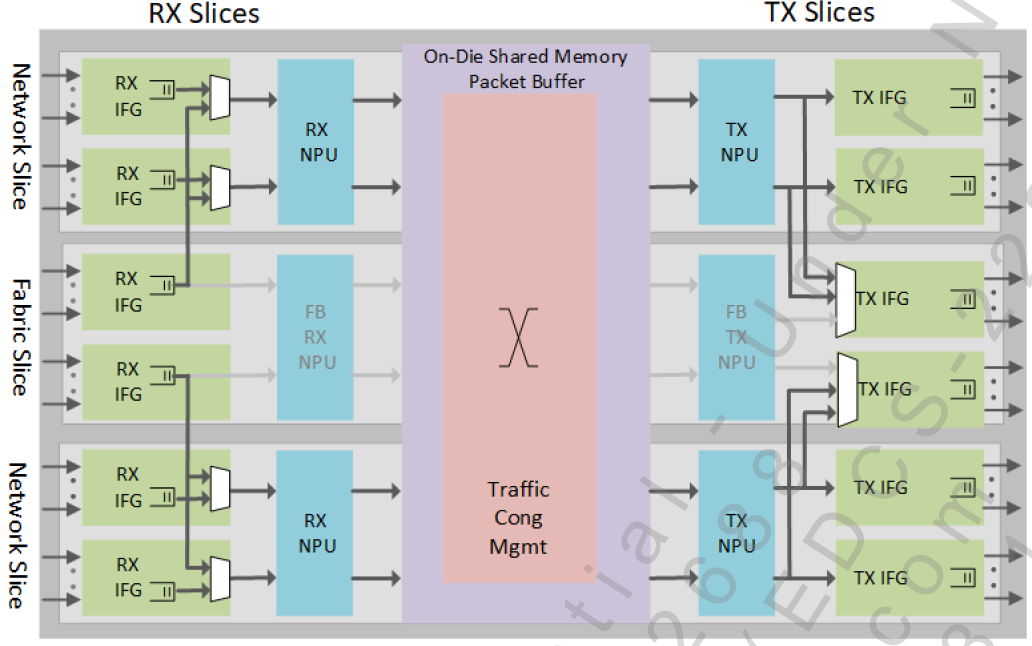 RX Slices
TX Slices
Network Slice
Fabric Slice
Network Slice
On-Die Shared Memory
Packet Buffer
RX
IFG
RX
IFG
RX
NPU
RX
IFG
RX
IFG
FB
RX
NPU
RX
IFG
RX
IFG
RX
NPU
Traffic
Cong
Mgmt
TX
NPU
TX IFG
TX IFG
FB
TX
NPU
TX IFG
TX IFG
TX
NPU
TX IFG
TX IFG